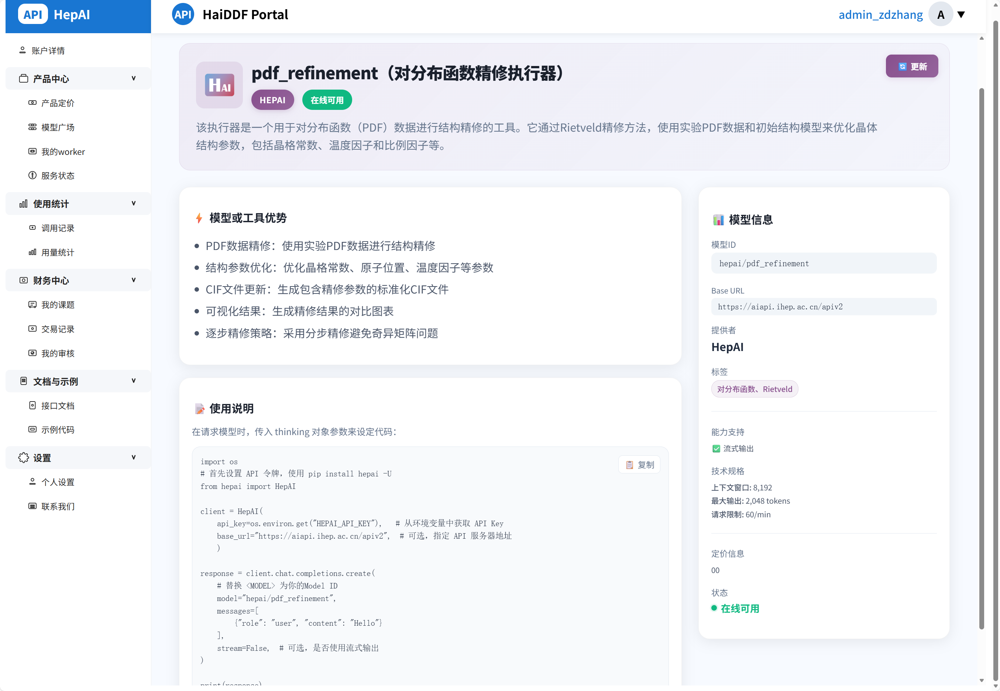 API HepAI
API HaiDDF Portal
admin_zdzhang A ▼
账户详情
产品中心
产品定价
模型广场
我的worker
服务状态
使用统计
调用记录
用量统计
财务中心
我的课题
交易记录
我的审核
文档与示例
接口文档
示例代码
设置
个人设置
联系我们
HAI
pdf_refinement（对分布函数精修执行器）
更新
HEPAI 在线可用
该执行器是一个用于对分布函数（PDF）数据进行结构精修的工具。它通过Rietveld精修方法，使用实验PDF数据和初始结构模型来优化晶体
结构参数，包括晶格常数、温度因子和比例因子等。
模型或工具优势
PDF数据精修：使用实验PDF数据进行结构精修
结构参数优化：优化晶格常数、原子位置、温度因子等参数
CIF文件更新：生成包含精修参数的标准化CIF文件
可视化结果：生成精修结果的对比图表
逐步精修策略：采用分步精修避免奇异矩阵问题
使用说明
在请求模型时，传入 thinking 对象参数来设定代码：
复制
import os
# 首先设置 API 令牌，使用 pip install hepai -U
from hepai import HepAI
client = HepAI(
    api_key=os.environ.get("HEPAI_API_KEY"),   # 从环境变量中获取 API Key
    base_url="https://aiapi.ihep.ac.cn/apiv2",  # 可选，指定 API 服务器地址
    )
response = client.chat.completions.create(
    # 替换 <MODEL> 为你的Model ID
    model="hepai/pdf_refinement",
    messages=[
        {"role": "user", "content": "Hello"}
    ],
    stream=False,  # 可选，是否使用流式输出
)
print(response)
模型信息
模型ID
hepai/pdf_refinement
Base URL
https://aiapi.ihep.ac.cn/apiv2
提供者
HepAI
标签
对分布函数、Rietveld
能力支持
✅ 流式输出
技术规格
上下文窗口: 8,192
最大输出: 2,048 tokens
请求限制: 60/min
定价信息
00
状态
在线可用